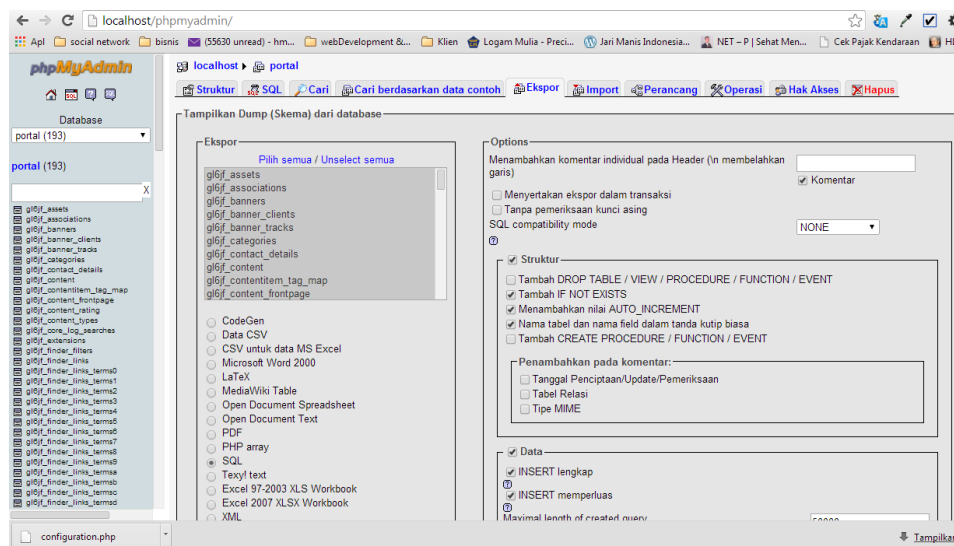 localhost/phpmyadmin/
Apl social network bisnis (55630 unread) - hm... webDevelopment &... Klien Logam Mulia - Preci... Jari Manis Indonesia... NET – P | Sehat Men... Cek Pajak Kendaraan
phpMyAdmin
Database
portal (193)
portal (193)
X
gl6jf_assets
gl6jf_associations
gl6jf_banners
gl6jf_banner_clients
gl6jf_banner_tracks
gl6jf_categories
gl6jf_contact_details
gl6jf_content
gl6jf_contentitem_tag_map
gl6jf_content_frontpage
gl6jf_content_rating
gl6jf_content_types
gl6jf_core_log_searches
gl6jf_extensions
gl6jf_finder_filters
gl6jf_finder_links
gl6jf_finder_links_terms0
gl6jf_finder_links_terms1
gl6jf_finder_links_terms2
gl6jf_finder_links_terms3
gl6jf_finder_links_terms4
gl6jf_finder_links_terms5
gl6jf_finder_links_terms6
gl6jf_finder_links_terms7
gl6jf_finder_links_terms8
gl6jf_finder_links_terms9
gl6jf_finder_links_termsa
gl6jf_finder_links_termsb
gl6jf_finder_links_termsc
gl6jf_finder_links_termsd
localhost ▸ portal
Struktur SQL Cari Cari berdasarkan data contoh Ekspor Import Perancang Operasi Hak Akses Hapus
Tampilkan Dump (Skema) dari database
Ekspor
Pilih semua / Unselect semua
gl6jf_assets
gl6jf_associations
gl6jf_banners
gl6jf_banner_clients
gl6jf_banner_tracks
gl6jf_categories
gl6jf_contact_details
gl6jf_content
gl6jf_contentitem_tag_map
gl6jf_content_frontpage
CodeGen
Data CSV
CSV untuk data MS Excel
Microsoft Word 2000
LaTeX
MediaWiki Table
Open Document Spreadsheet
Open Document Text
PDF
PHP array
SQL
Texy! text
Excel 97-2003 XLS Workbook
Excel 2007 XLSX Workbook
XML
Options
Menambahkan komentar individual pada Header (\n membelahkan
garis)
Komentar
Menyertakan ekspor dalam transaksi
Tanpa pemeriksaan kunci asing
SQL compatibility mode
NONE
Struktur
Tambah DROP TABLE / VIEW / PROCEDURE / FUNCTION / EVENT
Tambah IF NOT EXISTS
Menambahkan nilai AUTO_INCREMENT
Nama tabel dan nama field dalam tanda kutip biasa
Tambah CREATE PROCEDURE / FUNCTION / EVENT
Penambahkan pada komentar:
Tanggal Penciptaan/Update/Pemeriksaan
Tabel Relasi
Tipe MIME
Data
INSERT lengkap
INSERT memperluas
Maximal length of created query
50000
configuration.php
Tampilkan